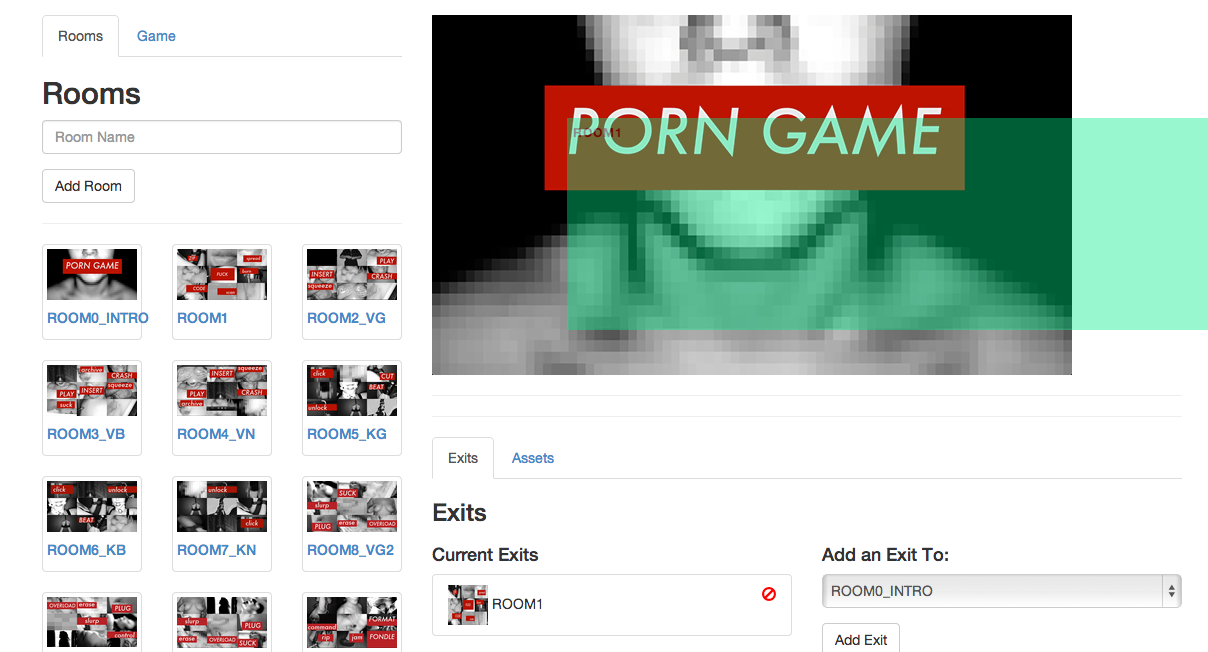 Rooms
Game
Rooms
Room Name
Add Room
PORN GAME
ROOM0_INTRO
spread
FUCK
burn
CODE
ROOM1
PLAY
INSERT
CRASH
squeeze
ROOM2_VG
archive
CRASH
squeeze
PLAY
INSERT
suck
ROOM3_VB
squeeze
INSERT
PLAY
CRASH
archive
ROOM4_VN
click
CUT
BEAT
unlock
ROOM5_KG
click
unlock
BEAT
ROOM6_KB
unlock
click
ROOM7_KN
SUCK
slurp
PLUG
erase
OVERLOAD
ROOM8_VG2
OVERLOAD
erase
PLUG
slurp
control
slurp
PLUG
erase
OVERLOAD
SUCK
FORMAT
command
rip
jam
FONDLE
PORN GAME
ROOM1
Exits
Assets
Exits
Current Exits
ROOM1
Add an Exit To:
ROOM0_INTRO
Add Exit